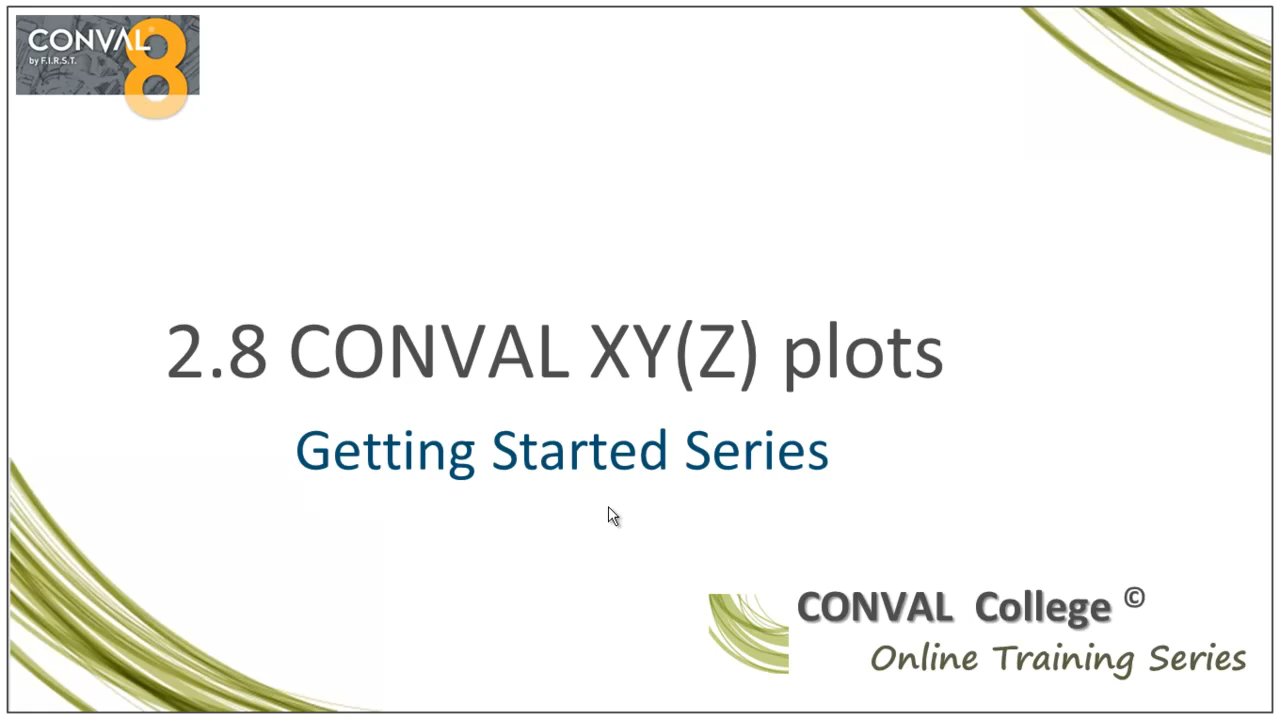 CONVAL 8
by F.I.R.S.T.
2.8 CONVAL XY(Z) plots
Getting Started Series
CONVAL College ©
Online Training Series